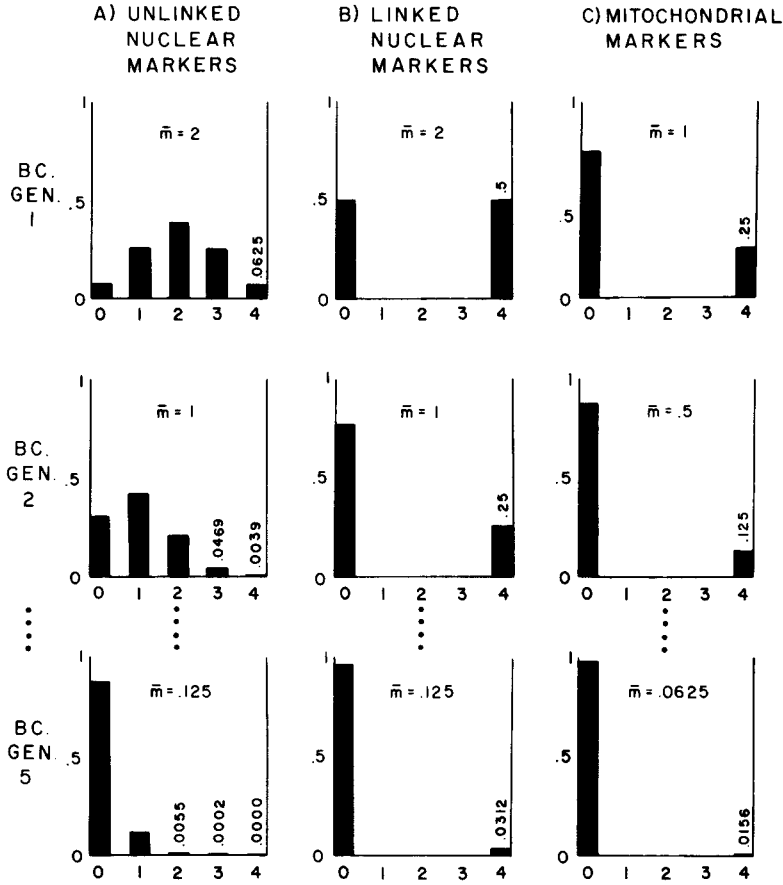 A) UNLINKED NUCLEAR MARKERS
B) LINKED NUCLEAR MARKERS
C) MITOCHONDRIAL MARKERS
BC. GEN. 1
1
.5
0
m̄ = 2
.0625
0 1 2 3 4
1
.5
0
m̄ = 2
.5
0 1 2 3 4
1
.5
0
m̄ = 1
.25
0 1 2 3 4
BC. GEN. 2
1
.5
0
m̄ = 1
.0469
.0039
0 1 2 3 4
1
.5
0
m̄ = 1
.25
0 1 2 3 4
1
.5
0
m̄ = .5
.125
0 1 2 3 4
BC. GEN. 5
1
.5
0
m̄ = .125
.0055
.0002
.0000
0 1 2 3 4
1
.5
0
m̄ = .125
.0312
0 1 2 3 4
1
.5
0
m̄ = .0625
.0156
0 1 2 3 4